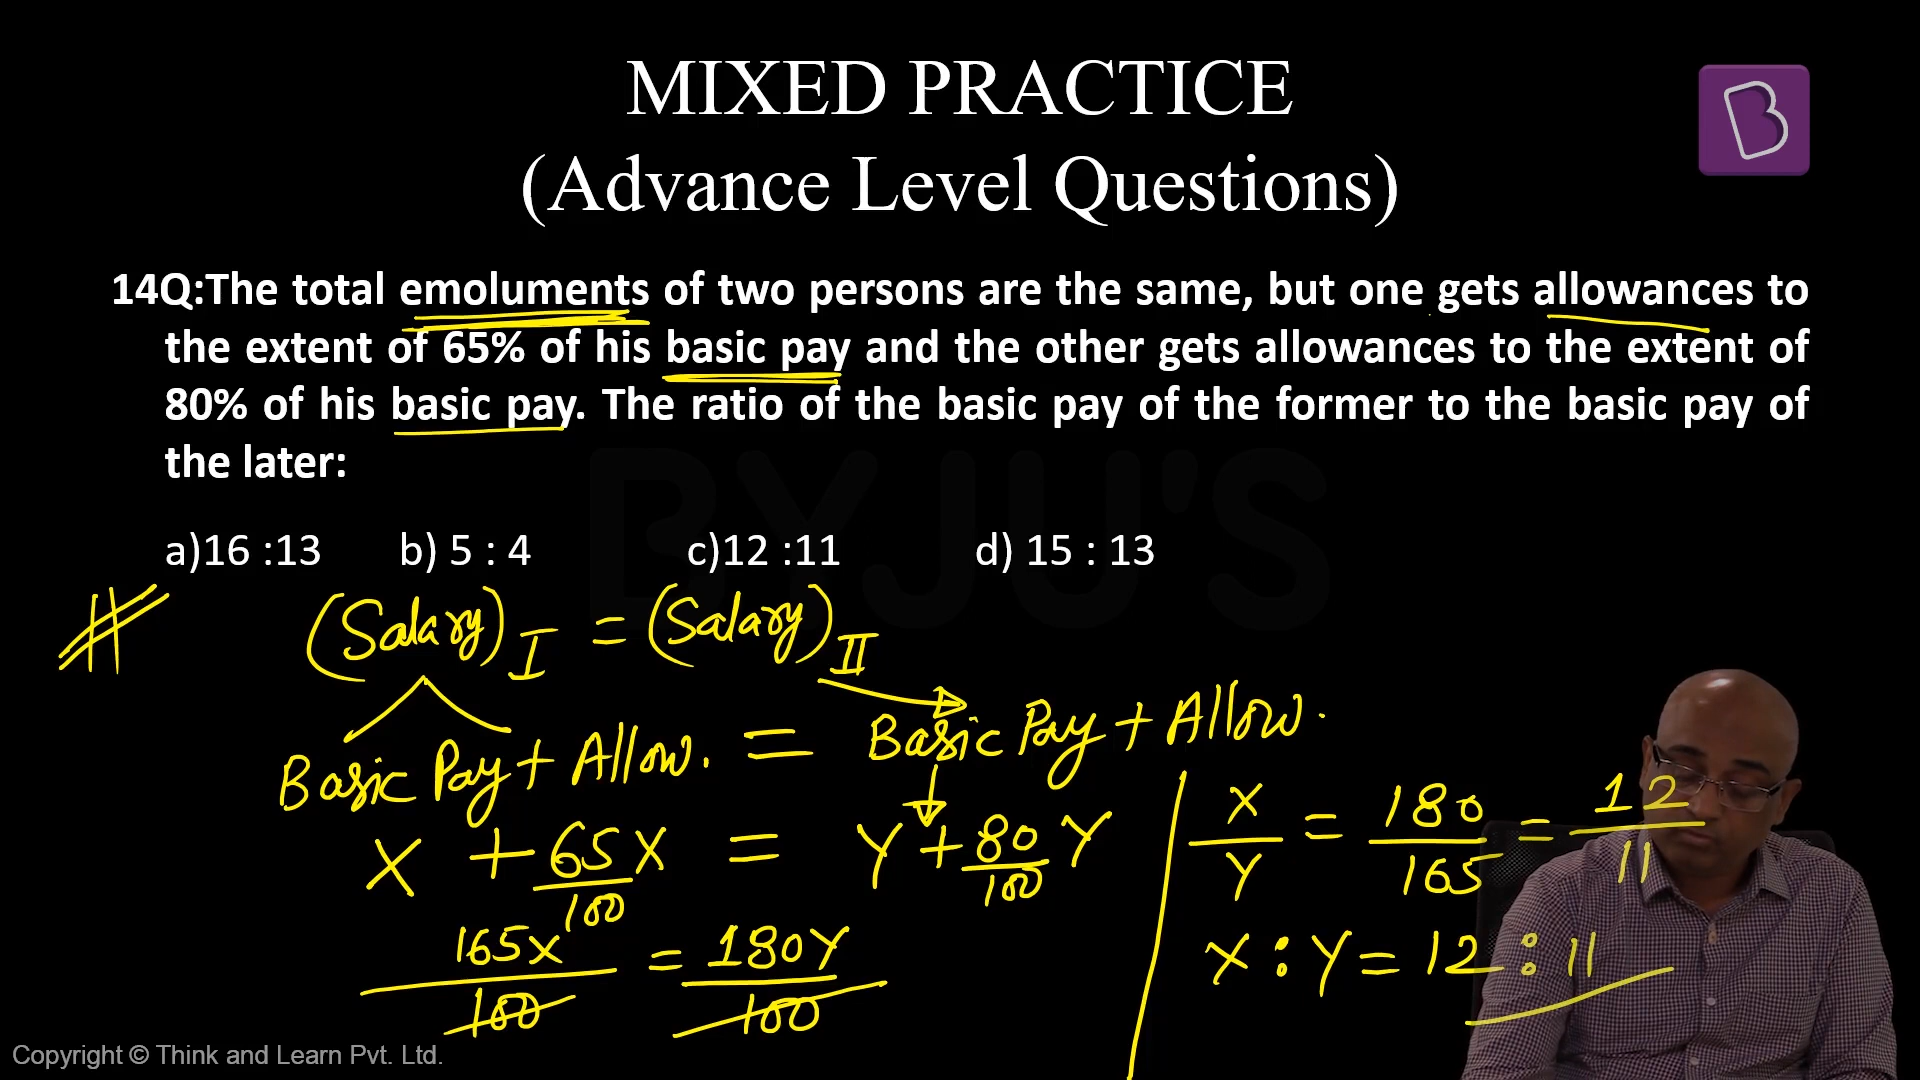 MIXED PRACTICE
(Advance Level Questions)
14Q:The total emoluments of two persons are the same, but one gets allowances to
the extent of 65% of his basic pay and the other gets allowances to the extent of
80% of his basic pay. The ratio of the basic pay of the former to the basic pay of
the later:
BYJU'S
a)16 :13 b) 5 : 4 c)12 :11 d) 15 : 13
(Salary) I = (Salary) II
Basic Pay + Allow. = Basic Pay + Allow.
X + 65/100 X = Y + 80/100 Y
165X/100 = 180Y/100
X/Y = 180/165 = 12/11
X : Y = 12 : 11
Copyright © Think and Learn Pvt. Ltd.